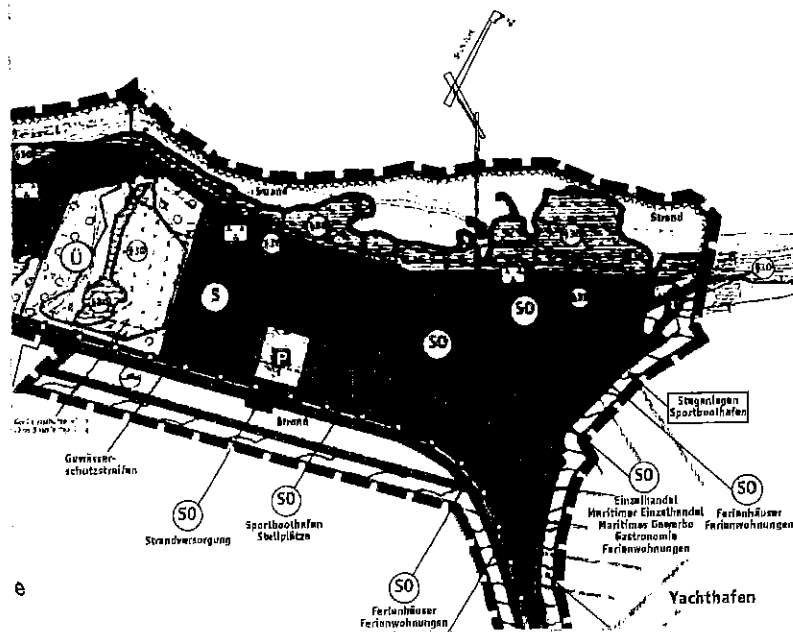 Strand
Strand
Ü
S
SO
SO
P
Strand
Steganlagen
Sportboothafen
Gewässer-
schutzstreifen
SO
Strandversorgung
SO
Sportboothafen
Stellplätze
SO
Einzelhandel
Maritimer Einzelhandel
Maritimes Gewerbe
Gastronomie
Ferienwohnungen
SO
Ferienhäuser
Ferienwohnungen
SO
Ferienhäuser
Ferienwohnungen
Yachthafen
e